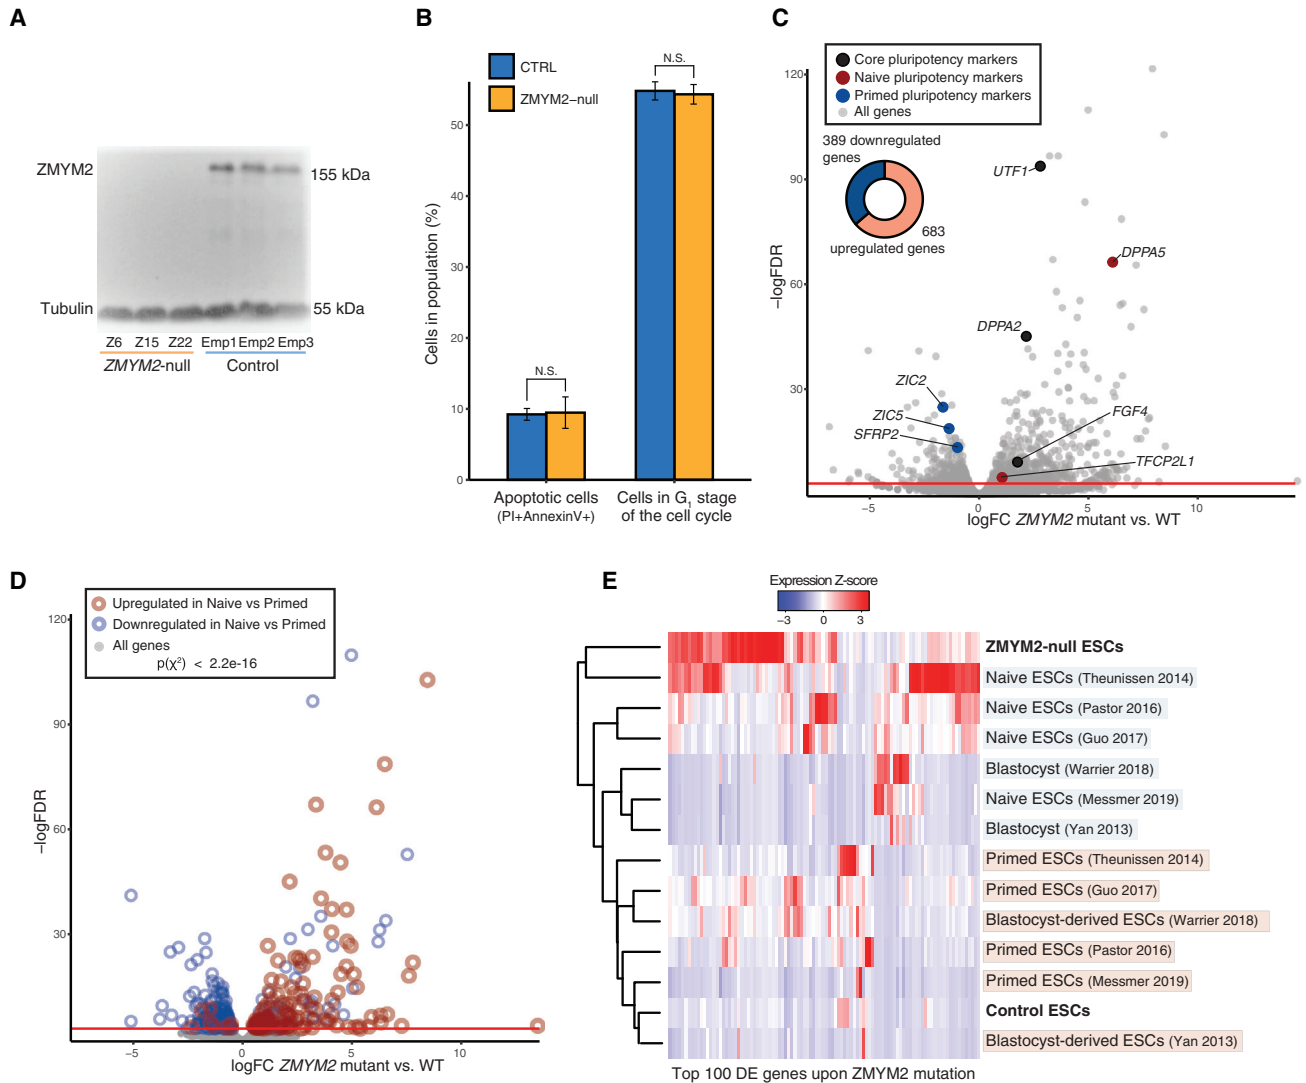 A
ZMYM2
155 kDa
Tubulin
55 kDa
Z6 Z15 Z22 Emp1 Emp2 Emp3
ZMYM2-null Control
B
CTRL
ZMYM2-null
N.S.
N.S.
Cells in population (%)
50
40
30
20
10
0
Apoptotic cells
(PI+AnnexinV+)
Cells in G1 stage
of the cell cycle
C
Core pluripotency markers
Naive pluripotency markers
Primed pluripotency markers
All genes
389 downregulated
genes
683
upregulated genes
UTF1
DPPA5
DPPA2
ZIC2
ZIC5
SFRP2
FGF4
TFCP2L1
−logFDR
120
90
60
30
−5 0 5 10
logFC ZMYM2 mutant vs. WT
D
Upregulated in Naive vs Primed
Downregulated in Naive vs Primed
All genes
p(χ²) < 2.2e-16
−logFDR
120
90
60
30
−5 0 5 10
logFC ZMYM2 mutant vs. WT
E
Expression Z-score
−3 0 3
ZMYM2-null ESCs
Naive ESCs (Theunissen 2014)
Naive ESCs (Pastor 2016)
Naive ESCs (Guo 2017)
Blastocyst (Warrier 2018)
Naive ESCs (Messmer 2019)
Blastocyst (Yan 2013)
Primed ESCs (Theunissen 2014)
Primed ESCs (Guo 2017)
Blastocyst-derived ESCs (Warrier 2018)
Primed ESCs (Pastor 2016)
Primed ESCs (Messmer 2019)
Control ESCs
Blastocyst-derived ESCs (Yan 2013)
Top 100 DE genes upon ZMYM2 mutation